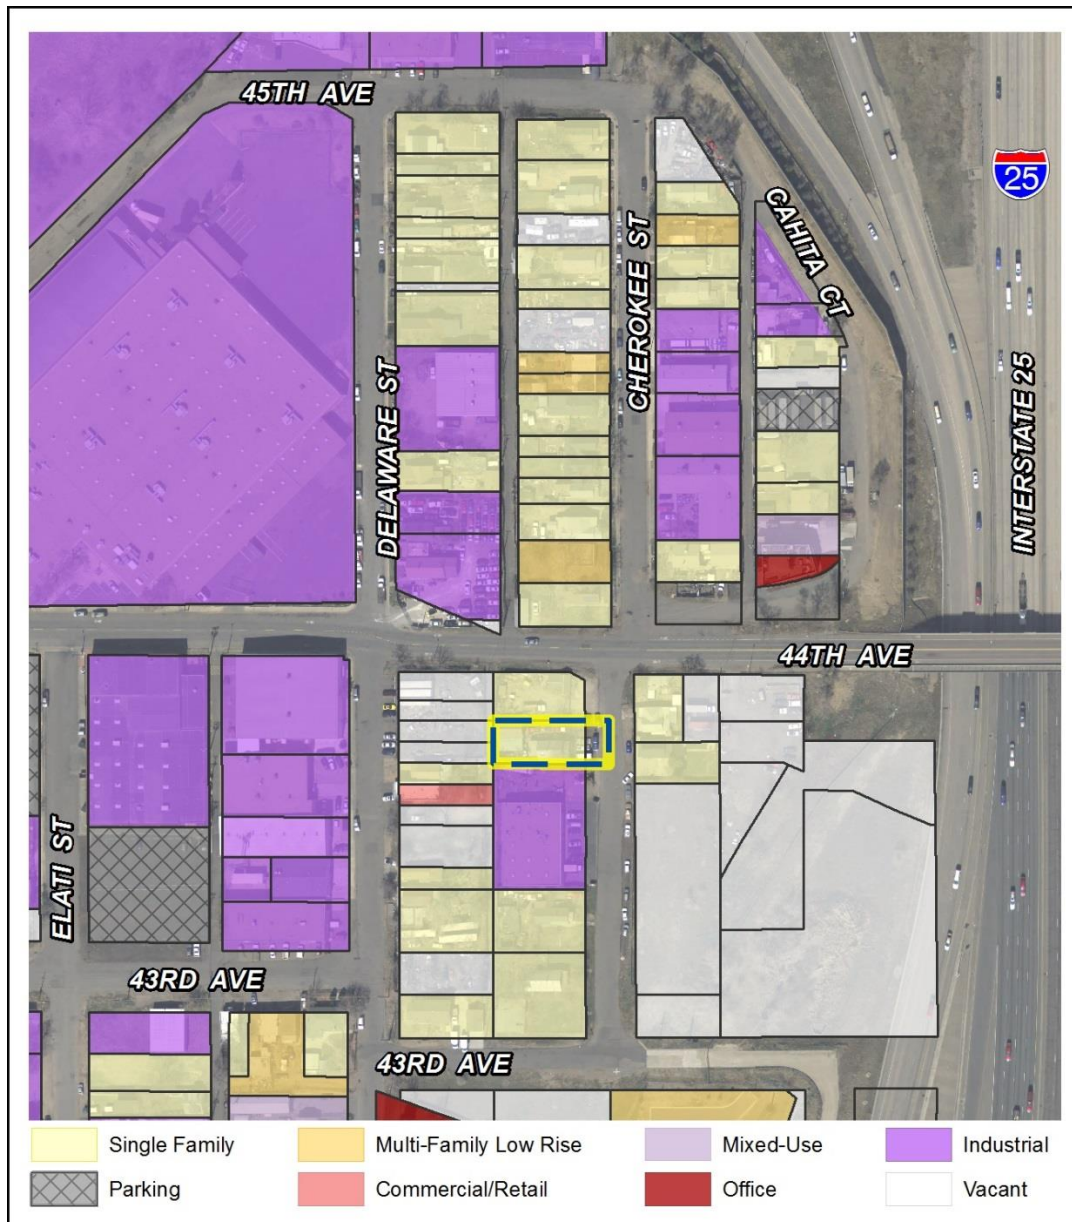 45TH AVE
25
CAHITA CT
CHEROKEE ST
DELAWARE ST
INTERSTATE 25
44TH AVE
ELATI ST
43RD AVE
43RD AVE
Single Family
Multi-Family Low Rise
Mixed-Use
Industrial
Parking
Commercial/Retail
Office
Vacant